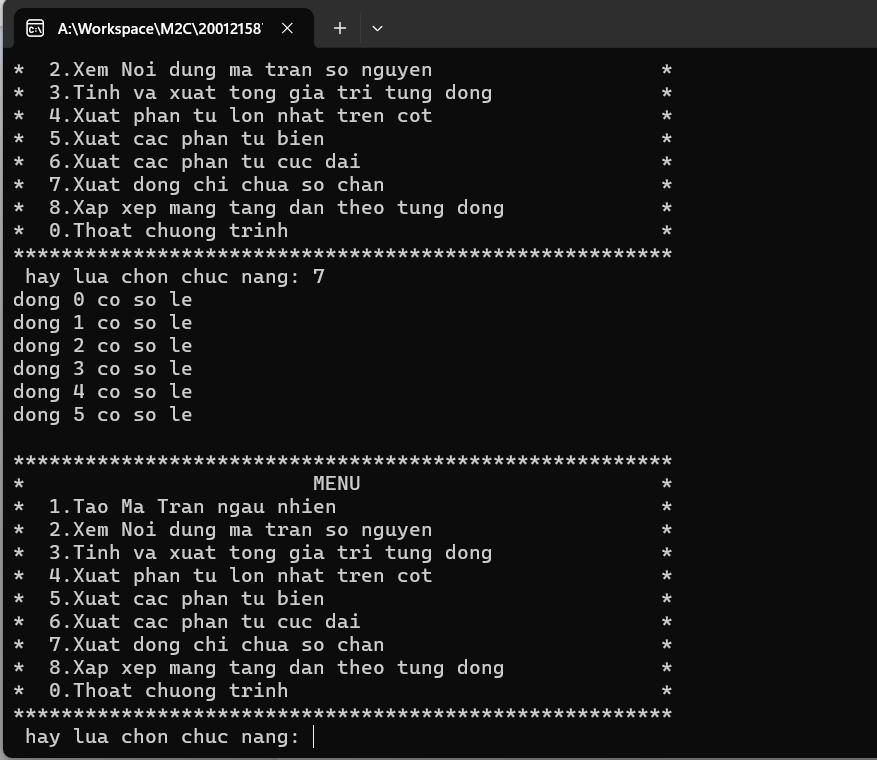 A:\Workspace\M2C\20012158
*  2.Xem Noi dung ma tran so nguyen                   *
*  3.Tinh va xuat tong gia tri tung dong              *
*  4.Xuat phan tu lon nhat tren cot                   *
*  5.Xuat cac phan tu bien                            *
*  6.Xuat cac phan tu cuc dai                         *
*  7.Xuat dong chi chua so chan                       *
*  8.Xap xep mang tang dan theo tung dong             *
*  0.Thoat chuong trinh                               *
*******************************************************
 hay lua chon chuc nang: 7
dong 0 co so le
dong 1 co so le
dong 2 co so le
dong 3 co so le
dong 4 co so le
dong 5 co so le

*******************************************************
*                        MENU                         *
*  1.Tao Ma Tran ngau nhien                           *
*  2.Xem Noi dung ma tran so nguyen                   *
*  3.Tinh va xuat tong gia tri tung dong              *
*  4.Xuat phan tu lon nhat tren cot                   *
*  5.Xuat cac phan tu bien                            *
*  6.Xuat cac phan tu cuc dai                         *
*  7.Xuat dong chi chua so chan                       *
*  8.Xap xep mang tang dan theo tung dong             *
*  0.Thoat chuong trinh                               *
*******************************************************
 hay lua chon chuc nang: